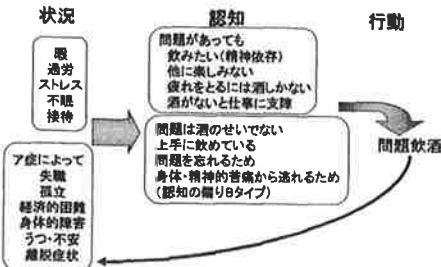 状況
認知
行動
暇
過労
ストレス
不眠
接待
問題があっても
飲みたい(精神依存)
他に楽しみない
疲れをとるには酒しかない
酒がないと仕事に支障
問題は酒のせいでない
上手に飲めている
問題を忘れるため
身体・精神的苦痛から逃れるため
(認知の偏り8タイプ)
問題飲酒
ア症によって
失職
孤立
経済的困難
身体的障害
うつ・不安
離脱症状